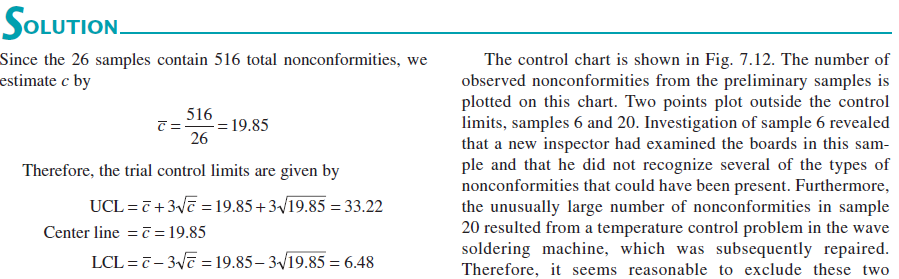 SOLUTION
Since the 26 samples contain 516 total nonconformities, we
estimate c by
c̄ = 516/26 = 19.85
Therefore, the trial control limits are given by
UCL = c̄ + 3√c̄ = 19.85 + 3√19.85 = 33.22
Center line = c̄ = 19.85
LCL = c̄ − 3√c̄ = 19.85 − 3√19.85 = 6.48
The control chart is shown in Fig. 7.12. The number of
observed nonconformities from the preliminary samples is
plotted on this chart. Two points plot outside the control
limits, samples 6 and 20. Investigation of sample 6 revealed
that a new inspector had examined the boards in this sam-
ple and that he did not recognize several of the types of
nonconformities that could have been present. Furthermore,
the unusually large number of nonconformities in sample
20 resulted from a temperature control problem in the wave
soldering machine, which was subsequently repaired.
Therefore, it seems reasonable to exclude these two